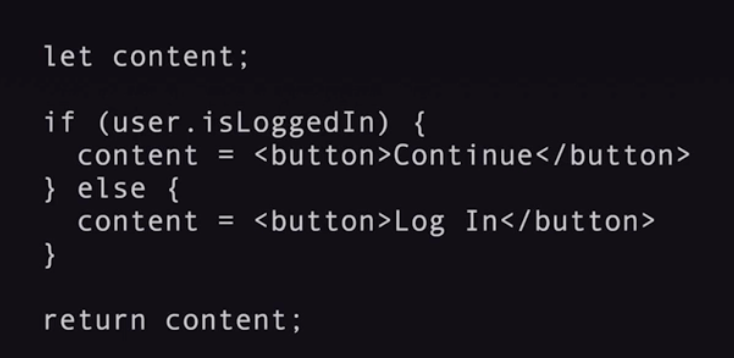 let content;
if (user.isLoggedIn) {
  content = <button>Continue</button>
} else {
  content = <button>Log In</button>
}
return content;